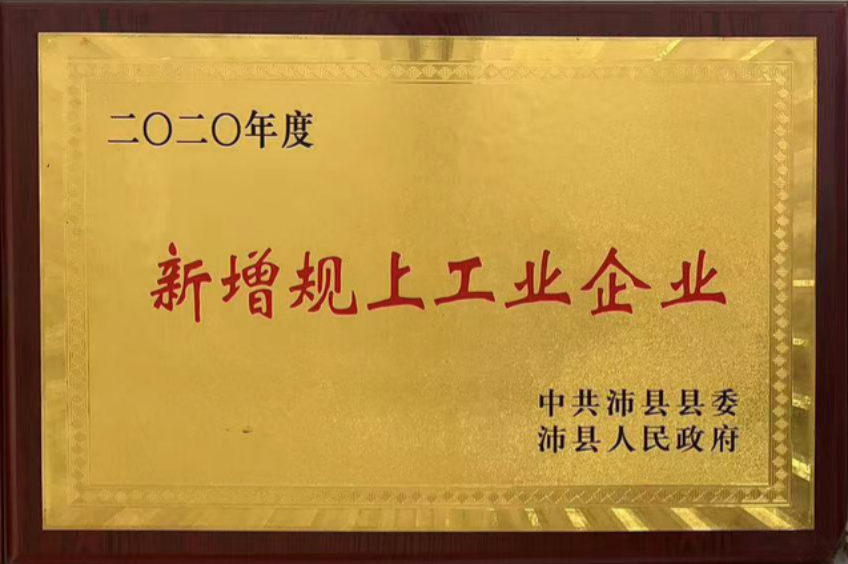 二〇二〇年度
新增规上工业企业
中共沛县县委
沛县人民政府